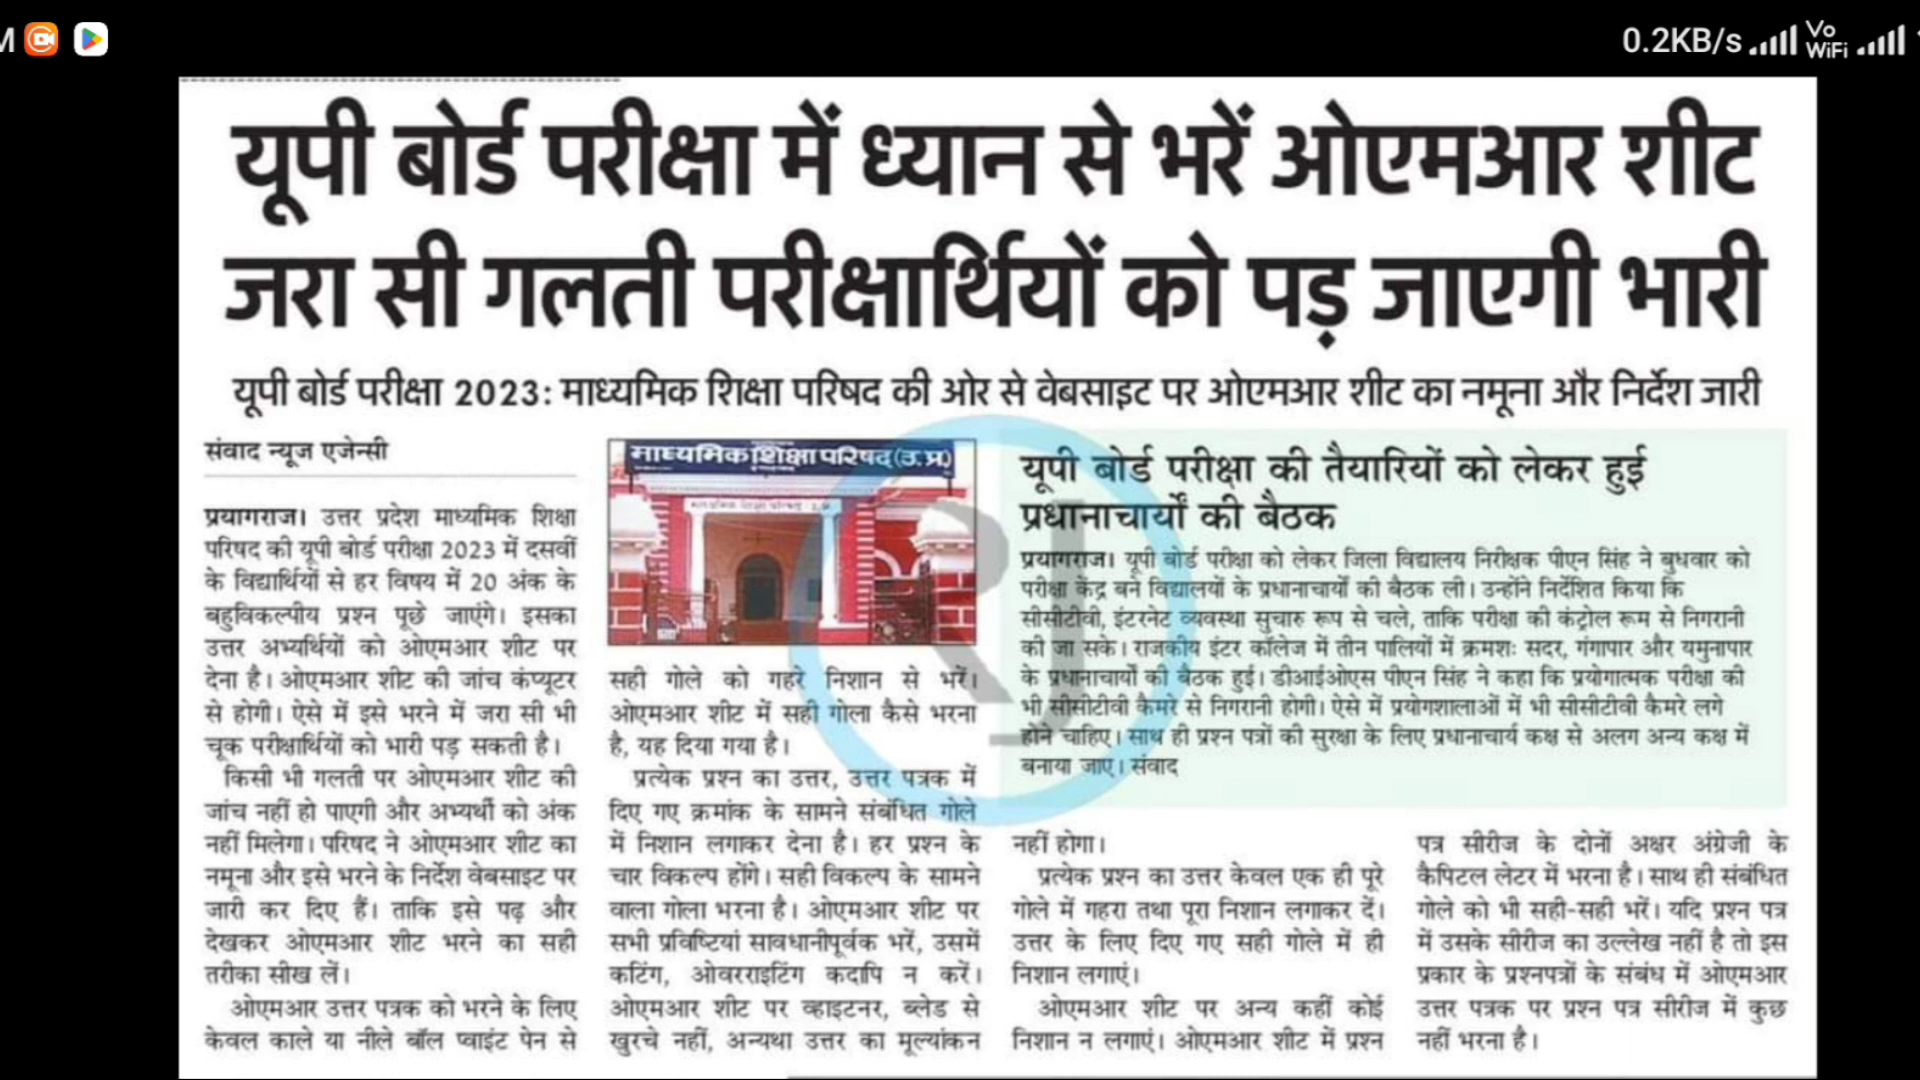 M
0.2KB/s
Vo
WiFi
यूपी बोर्ड परीक्षा में ध्यान से भरें ओएमआर शीट
जरा सी गलती परीक्षार्थियों को पड़ जाएगी भारी
यूपी बोर्ड परीक्षा 2023: माध्यमिक शिक्षा परिषद की ओर से वेबसाइट पर ओएमआर शीट का नमूना और निर्देश जारी
संवाद न्यूज एजेन्सी
प्रयागराज। उत्तर प्रदेश माध्यमिक शिक्षा
परिषद की यूपी बोर्ड परीक्षा 2023 में दसवीं
के विद्यार्थियों से हर विषय में 20 अंक के
बहुविकल्पीय प्रश्न पूछे जाएंगे। इसका
उत्तर अभ्यर्थियों को ओएमआर शीट पर
देना है। ओएमआर शीट की जांच कंप्यूटर
से होगी। ऐसे में इसे भरने में जरा सी भी
चूक परीक्षार्थियों को भारी पड़ सकती है।
किसी भी गलती पर ओएमआर शीट की
जांच नहीं हो पाएगी और अभ्यर्थी को अंक
नहीं मिलेगा। परिषद ने ओएमआर शीट का
नमूना और इसे भरने के निर्देश वेबसाइट पर
जारी कर दिए हैं। ताकि इसे पढ़ और
देखकर ओएमआर शीट भरने का सही
तरीका सीख लें।
ओएमआर उत्तर पत्रक को भरने के लिए
केवल काले या नीले बॉल प्वाइंट पेन से
माध्यमिक शिक्षा परिषद् (उ.प्र.)
सही गोले को गहरे निशान से भरें।
ओएमआर शीट में सही गोला कैसे भरना
है, यह दिया गया है।
प्रत्येक प्रश्न का उत्तर, उत्तर पत्रक में
दिए गए क्रमांक के सामने संबंधित गोले
में निशान लगाकर देना है। हर प्रश्न के
चार विकल्प होंगे। सही विकल्प के सामने
वाला गोला भरना है। ओएमआर शीट पर
सभी प्रविष्टियां सावधानीपूर्वक भरें, उसमें
कटिंग, ओवरराइटिंग कदापि न करें।
ओएमआर शीट पर व्हाइटनर, ब्लेड से
खुरचे नहीं, अन्यथा उत्तर का मूल्यांकन
यूपी बोर्ड परीक्षा की तैयारियों को लेकर हुई
प्रधानाचार्यों की बैठक
प्रयागराज। यूपी बोर्ड परीक्षा को लेकर जिला विद्यालय निरीक्षक पीएन सिंह ने बुधवार को
परीक्षा केंद्र बने विद्यालयों के प्रधानाचार्यों की बैठक ली। उन्होंने निर्देशित किया कि
सीसीटीवी, इंटरनेट व्यवस्था सुचारु रूप से चले, ताकि परीक्षा की कंट्रोल रूम से निगरानी
की जा सके। राजकीय इंटर कॉलेज में तीन पालियों में क्रमशः सदर, गंगापार और यमुनापार
के प्रधानाचार्यों की बैठक हुई। डीआईओएस पीएन सिंह ने कहा कि प्रयोगात्मक परीक्षा की
भी सीसीटीवी कैमरे से निगरानी होगी। ऐसे में प्रयोगशालाओं में भी सीसीटीवी कैमरे लगे
होने चाहिए। साथ ही प्रश्न पत्रों की सुरक्षा के लिए प्रधानाचार्य कक्ष से अलग अन्य कक्ष में
बनाया जाए। संवाद
नहीं होगा।
प्रत्येक प्रश्न का उत्तर केवल एक ही पूरे
गोले में गहरा तथा पूरा निशान लगाकर दें।
उत्तर के लिए दिए गए सही गोले में ही
निशान लगाएं।
ओएमआर शीट पर अन्य कहीं कोई
निशान न लगाएं। ओएमआर शीट में प्रश्न
पत्र सीरीज के दोनों अक्षर अंग्रेजी के
कैपिटल लेटर में भरना है। साथ ही संबंधित
गोले को भी सही-सही भरें। यदि प्रश्न पत्र
में उसके सीरीज का उल्लेख नहीं है तो इस
प्रकार के प्रश्नपत्रों के संबंध में ओएमआर
उत्तर पत्रक पर प्रश्न पत्र सीरीज में कुछ
नहीं भरना है।